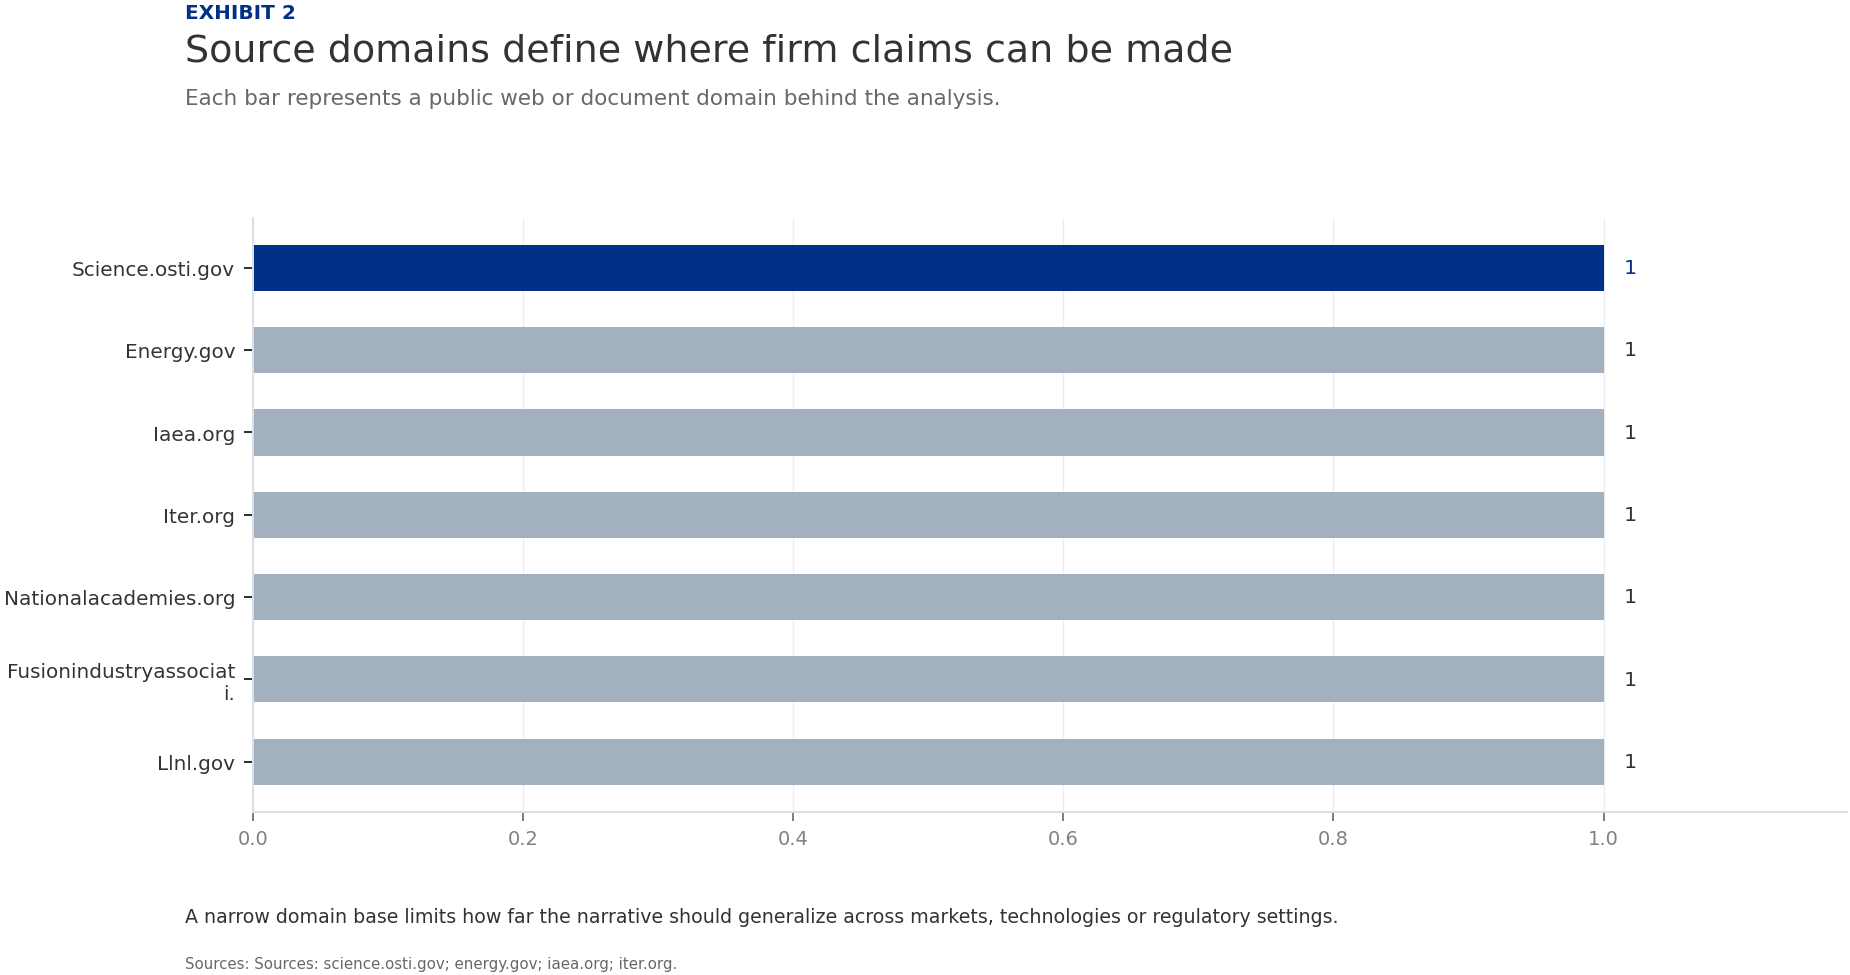 EXHIBIT 2
Source domains define where firm claims can be made
Each bar represents a public web or document domain behind the analysis.
Science.osti.gov 1
Energy.gov 1
Iaea.org 1
Iter.org 1
Nationalacademies.org 1
Fusionindustryassociat
i. 1
Llnl.gov 1
0.0 0.2 0.4 0.6 0.8 1.0
A narrow domain base limits how far the narrative should generalize across markets, technologies or regulatory settings.
Sources: Sources: science.osti.gov; energy.gov; iaea.org; iter.org.